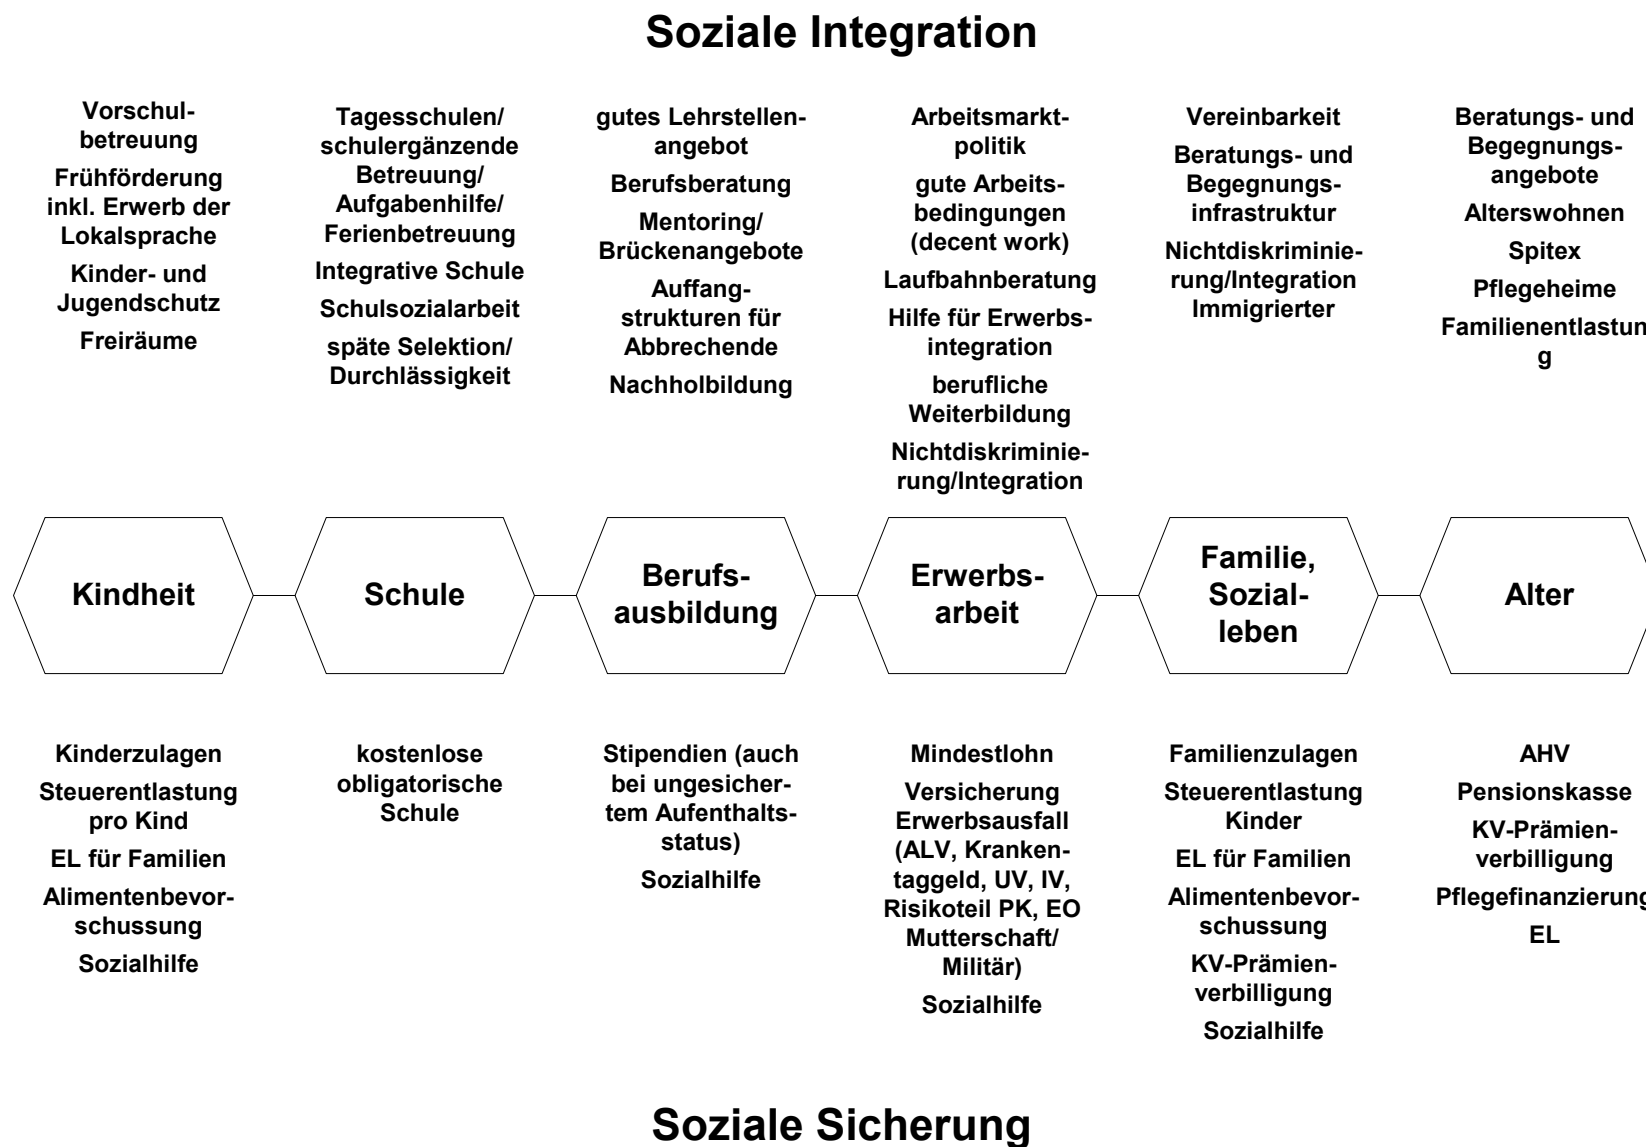 Soziale Integration
Vorschul-
betreuung
Frühförderung
inkl. Erwerb der
Lokalsprache
Kinder- und
Jugendschutz
Freiräume
Tagesschulen/
schulergänzende
Betreuung/
Aufgabenhilfe/
Ferienbetreuung
Integrative Schule
Schulsozialarbeit
späte Selektion/
Durchlässigkeit
gutes Lehrstellen-
angebot
Berufsberatung
Mentoring/
Brückenangebote
Auffang-
strukturen für
Abbrechende
Nachholbildung
Arbeitsmarkt-
politik
gute Arbeits-
bedingungen
(decent work)
Laufbahnberatung
Hilfe für Erwerbs-
integration
berufliche
Weiterbildung
Nichtdiskriminie-
rung/Integration
Vereinbarkeit
Beratungs- und
Begegnungs-
infrastruktur
Nichtdiskriminie-
rung/Integration
Immigrierter
Beratungs- und
Begegnungs-
angebote
Alterswohnen
Spitex
Pflegeheime
Familienentlastun
g
Kindheit
Schule
Berufs-
ausbildung
Erwerbs-
arbeit
Familie,
Sozial-
leben
Alter
Kinderzulagen
Steuerentlastung
pro Kind
EL für Familien
Alimentenbevor-
schussung
Sozialhilfe
kostenlose
obligatorische
Schule
Stipendien (auch
bei ungesicher-
tem Aufenthalts-
status)
Sozialhilfe
Mindestlohn
Versicherung
Erwerbsausfall
(ALV, Kranken-
taggeld, UV, IV,
Risikoteil PK, EO
Mutterschaft/
Militär)
Sozialhilfe
Familienzulagen
Steuerentlastung
Kinder
EL für Familien
Alimentenbevor-
schussung
KV-Prämien-
verbilligung
Sozialhilfe
AHV
Pensionskasse
KV-Prämien-
verbilligung
Pflegefinanzierung
EL
Soziale Sicherung